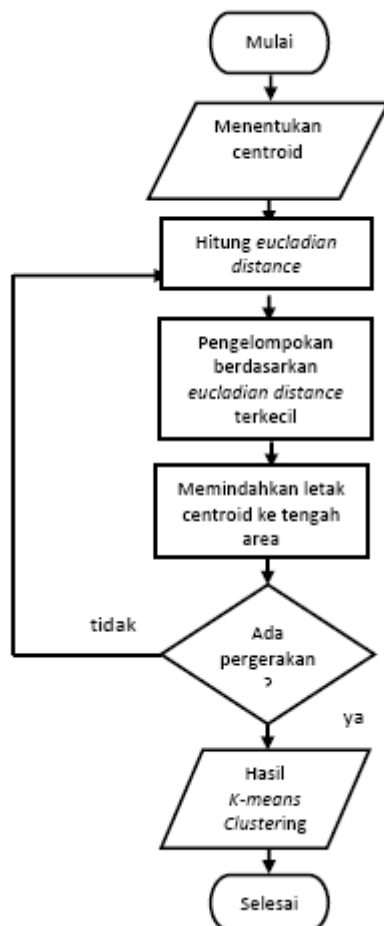 Mulai
Menentukan
centroid
Hitung eucladian
distance
Pengelompokan
berdasarkan
eucladian distance
terkecil
Memindahkan letak
centroid ke tengah
area
tidak
Ada
pergerakan
?
ya
Hasil
K-means
Clustering
Selesai